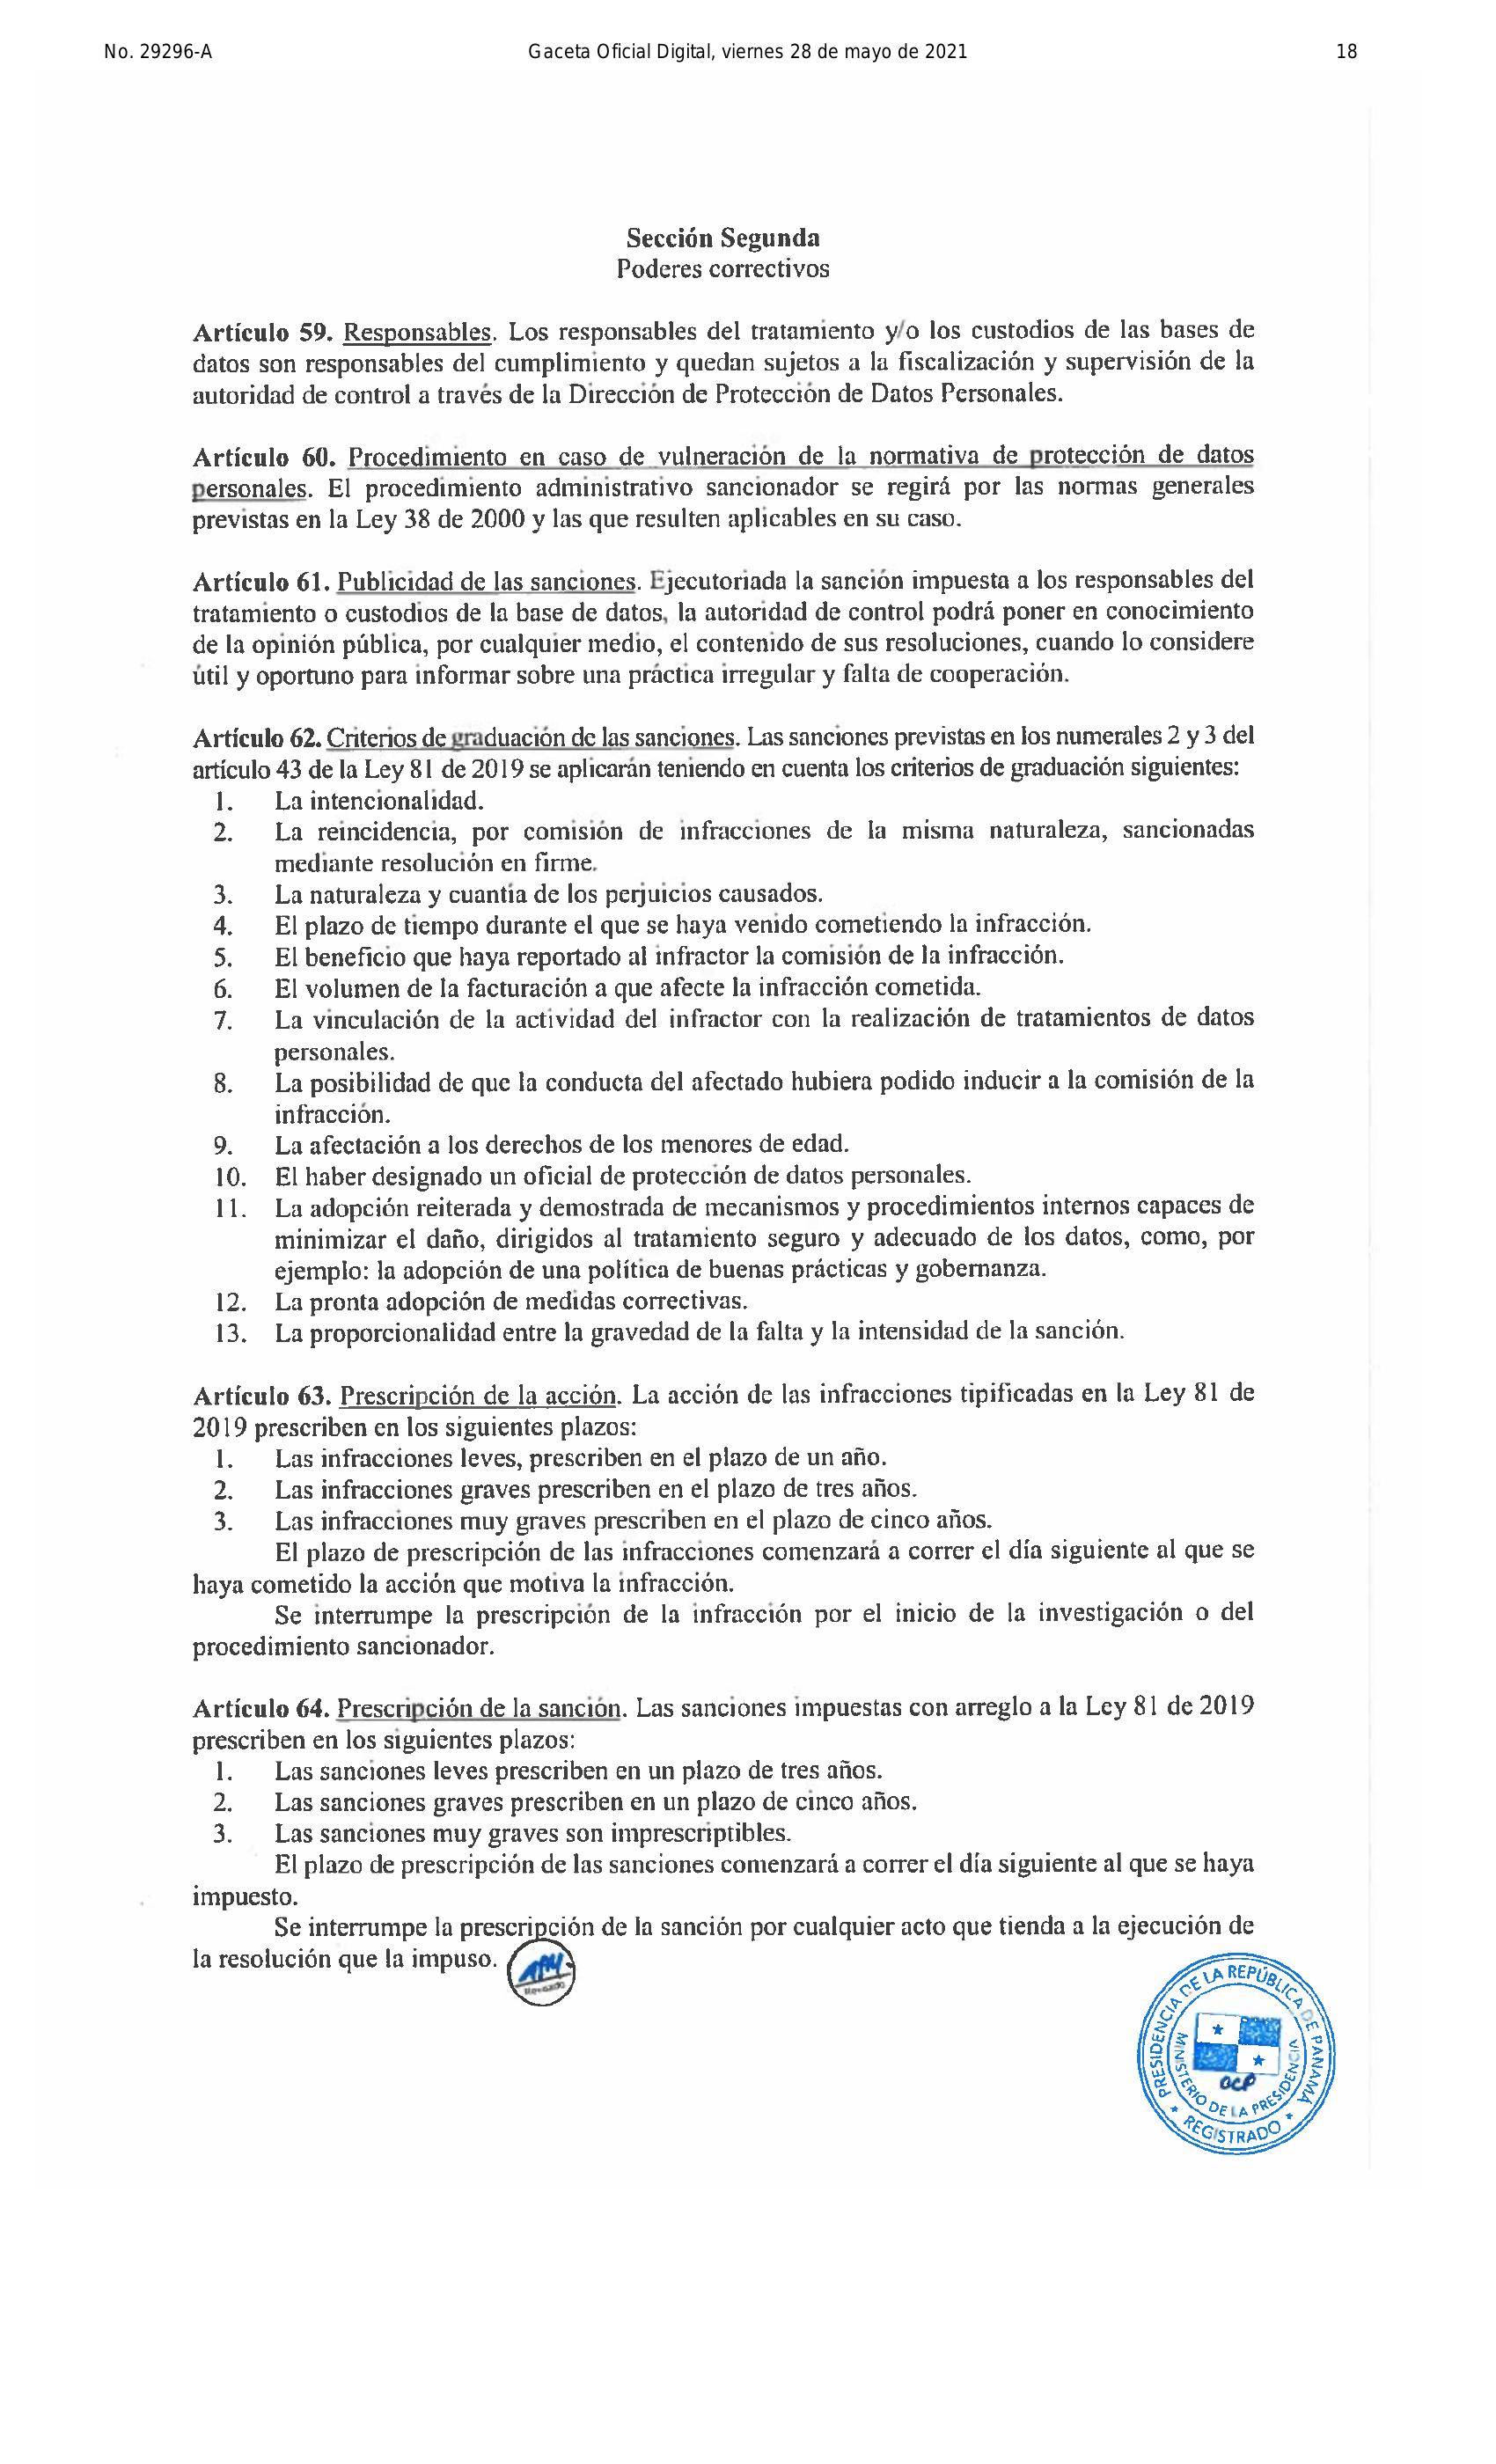 No. 29296-A
Gaceta Oficial Digital, viernes 28 de mayo de 2021
18
Sección Segunda
Poderes correctivos
Artículo 59. Responsables. Los responsables del tratamiento y/o los custodios de las bases de
datos son responsables del cumplimiento y quedan sujetos a la fiscalización y supervisión de la
autoridad de control a través de la Dirección de Protección de Datos Personales.
Artículo 60. Procedimiento en caso de vulneración de la normativa de protección de datos
personales. El procedimiento administrativo sancionador se regirá por las normas generales
previstas en la Ley 38 de 2000 y las que resulten aplicables en su caso.
Artículo 61. Publicidad de las sanciones. Ejecutoriada la sanción impuesta a los responsables del
tratamiento o custodios de la base de datos, la autoridad de control podrá poner en conocimiento
de la opinión pública, por cualquier medio, el contenido de sus resoluciones, cuando lo considere
útil y oportuno para informar sobre una práctica irregular y falta de cooperación.
Artículo 62. Criterios de graduación de las sanciones. Las sanciones previstas en los numerales 2 y 3 del
artículo 43 de la Ley 81 de 2019 se aplicarán teniendo en cuenta los criterios de graduación siguientes:
1. La intencionalidad.
2. La reincidencia, por comisión de infracciones de la misma naturaleza, sancionadas
mediante resolución en firme.
3. La naturaleza y cuantía de los perjuicios causados.
4. El plazo de tiempo durante el que se haya venido cometiendo la infracción.
5. El beneficio que haya reportado al infractor la comisión de la infracción.
6. El volumen de la facturación a que afecte la infracción cometida.
7. La vinculación de la actividad del infractor con la realización de tratamientos de datos
personales.
8. La posibilidad de que la conducta del afectado hubiera podido inducir a la comisión de la
infracción.
9. La afectación a los derechos de los menores de edad.
10. El haber designado un oficial de protección de datos personales.
11. La adopción reiterada y demostrada de mecanismos y procedimientos internos capaces de
minimizar el daño, dirigidos al tratamiento seguro y adecuado de los datos, como, por
ejemplo: la adopción de una política de buenas prácticas y gobernanza.
12. La pronta adopción de medidas correctivas.
13. La proporcionalidad entre la gravedad de la falta y la intensidad de la sanción.
Artículo 63. Prescripción de la acción. La acción de las infracciones tipificadas en la Ley 81 de
2019 prescriben en los siguientes plazos:
1. Las infracciones leves, prescriben en el plazo de un año.
2. Las infracciones graves prescriben en el plazo de tres años.
3. Las infracciones muy graves prescriben en el plazo de cinco años.
El plazo de prescripción de las infracciones comenzará a correr el día siguiente al que se
haya cometido la acción que motiva la infracción.
Se interrumpe la prescripción de la infracción por el inicio de la investigación o del
procedimiento sancionador.
Artículo 64. Prescripción de la sanción. Las sanciones impuestas con arreglo a la Ley 81 de 2019
prescriben en los siguientes plazos:
1. Las sanciones leves prescriben en un plazo de tres años.
2. Las sanciones graves prescriben en un plazo de cinco años.
3. Las sanciones muy graves son imprescriptibles.
El plazo de prescripción de las sanciones comenzará a correr el día siguiente al que se haya
impuesto.
Se interrumpe la prescripción de la sanción por cualquier acto que tienda a la ejecución de
la resolución que la impuso.
PRESIDENCIA DE LA REPÚBLICA DE PANAMÁ
MINISTERIO DE LA PRESIDENCIA
OCP
REGISTRADO